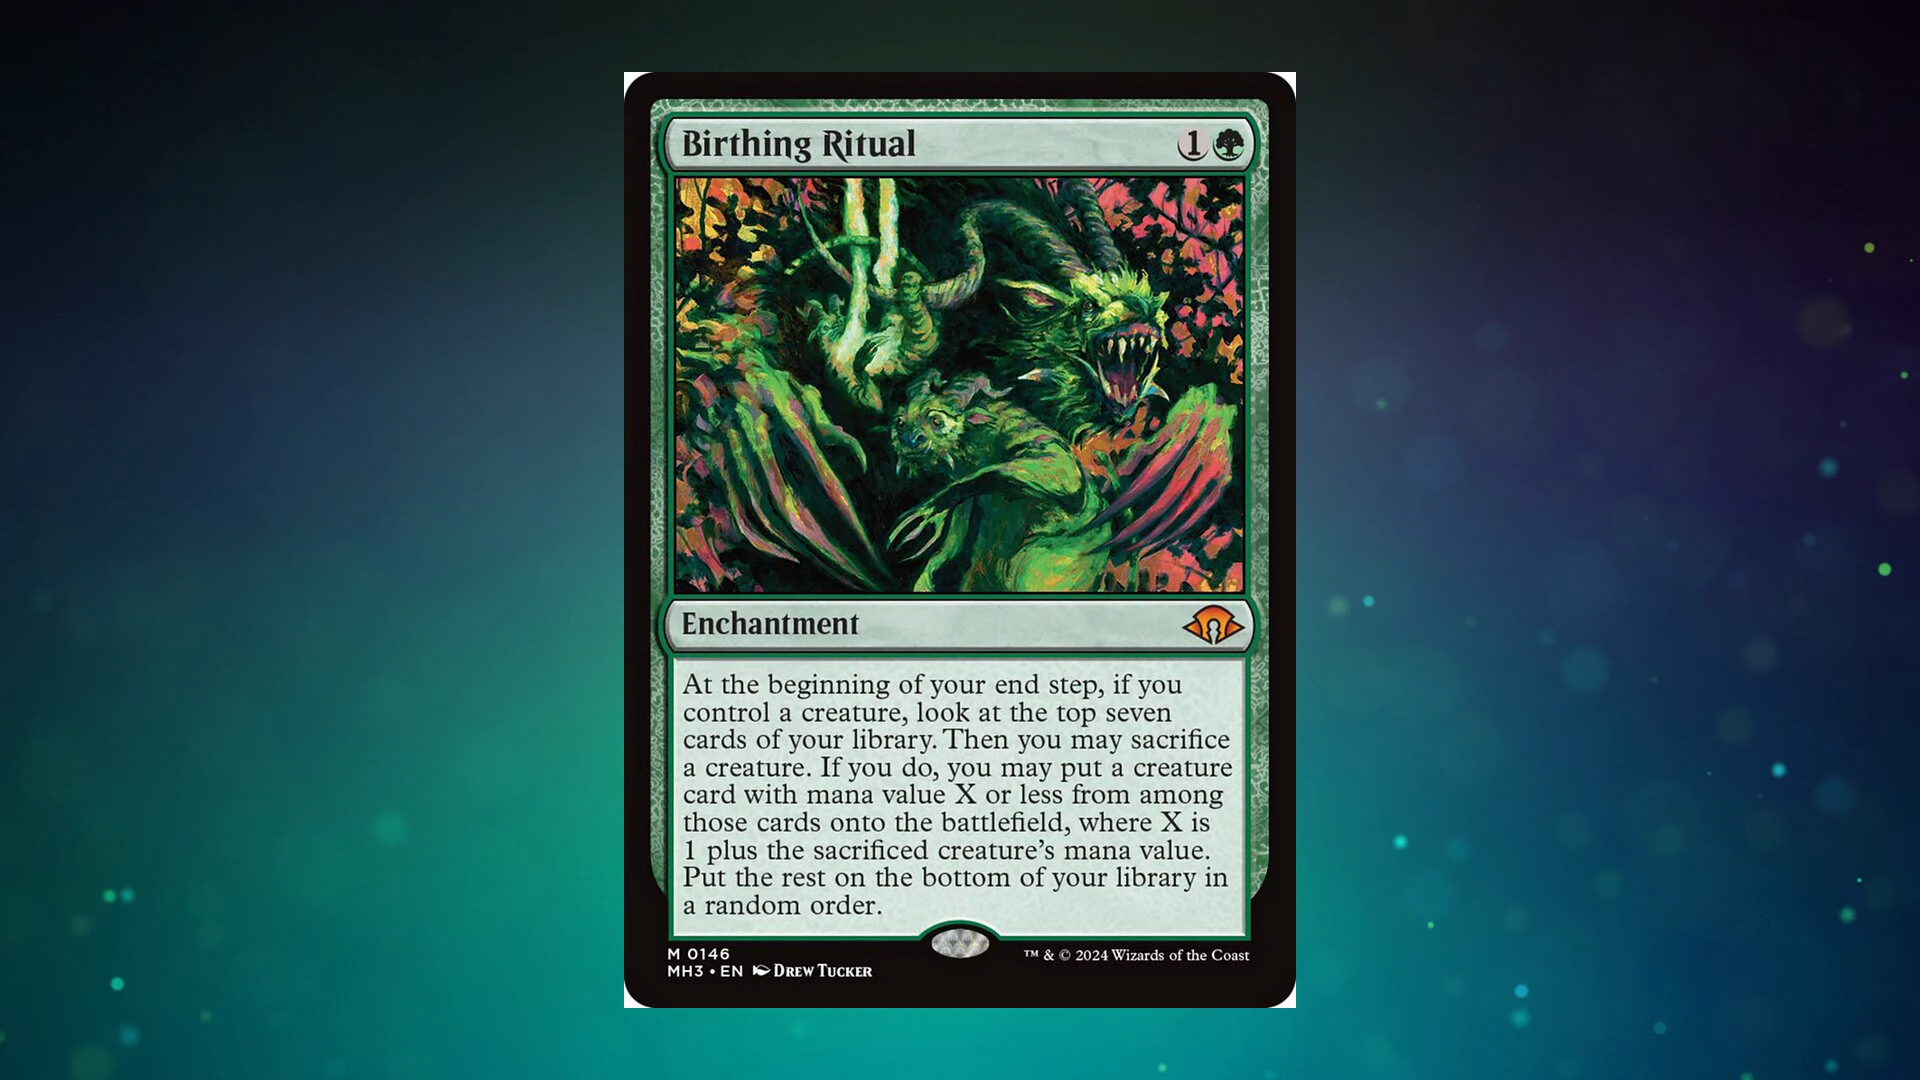 Birthing Ritual 1
Enchantment
At the beginning of your end step, if you
control a creature, look at the top seven
cards of your library. Then you may sacrifice
a creature. If you do, you may put a creature
card with mana value X or less from among
those cards onto the battlefield, where X is
1 plus the sacrificed creature's mana value.
Put the rest on the bottom of your library in
a random order.
M 0146
MH3 • EN DREW TUCKER
™ & © 2024 Wizards of the Coast